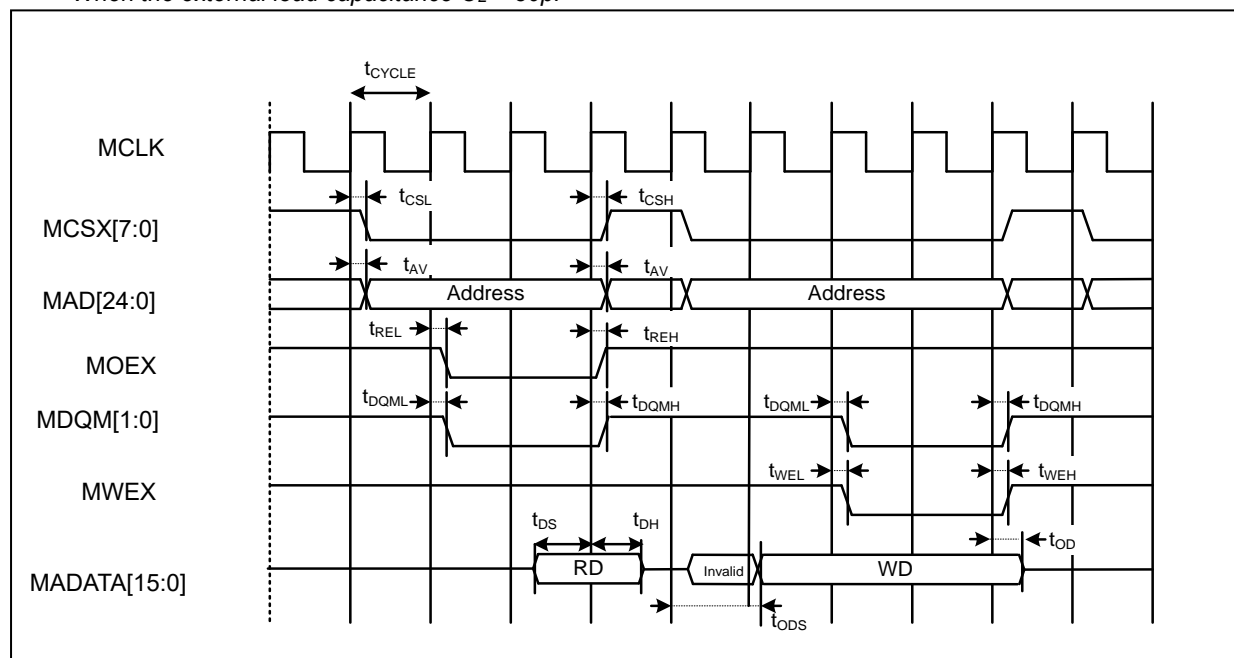 When the external load capacitance
tCYCLE
MCLK
tCSL
tCSH
MCSX[7:0]
tAV
tAV
MAD[24:0]
Address
Address
tREL
tREH
MOEX
tDQML
tDQMH
tDQML
tDQMH
MDQM[1:0]
tWEL
tWEH
MWEX
tDS
tDH
tOD
MADATA[15:0]
RD
Invalid
WD
tODS